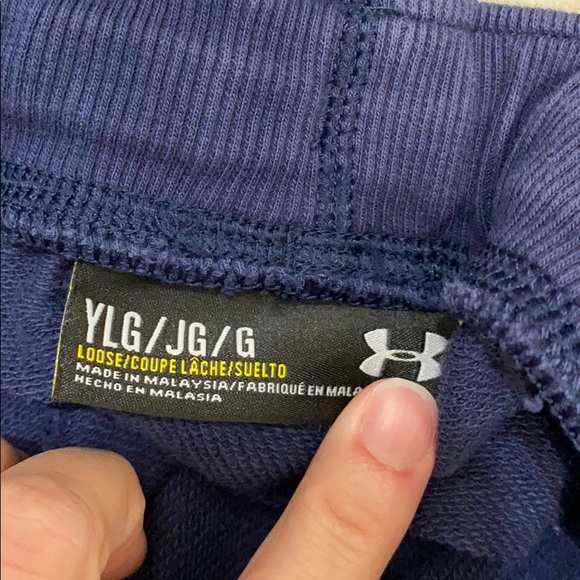 YLG/JG/G
LOOSE/COUPE LÂCHE/SUELTO
MADE IN MALAYSIA/FABRIQUÉ EN
HECHO EN MALASIA